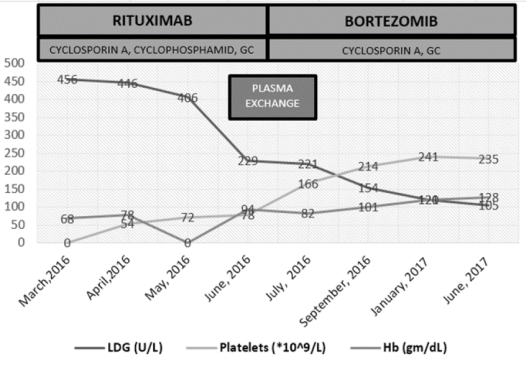 RITUXIMAB
BORTEZOMIB
CYCLOSPORIN A, CYCLOPHOSPHAMID, GC
CYCLOSPORIN A, GC
PLASMA
EXCHANGE
500
450
400
350
300
250
200
150
100
50
0
456
446
406
229
221
154
120
105
0
54
72
78
166
214
241
235
68
78
0
94
82
101
128
March,2016
April,2016
May, 2016
June, 2016
July, 2016
September, 2016
January, 2017
June, 2017
LDG (U/L)
Platelets (*10^9/L)
Hb (gm/dL)